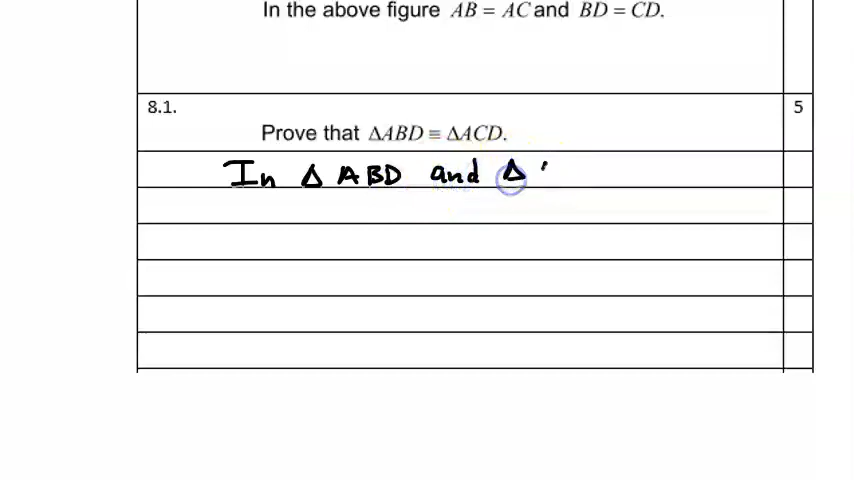 In the above figure AB = AC and BD = CD.
8.1. 5
Prove that ΔABD ≡ ΔACD.
In Δ ABD and Δ